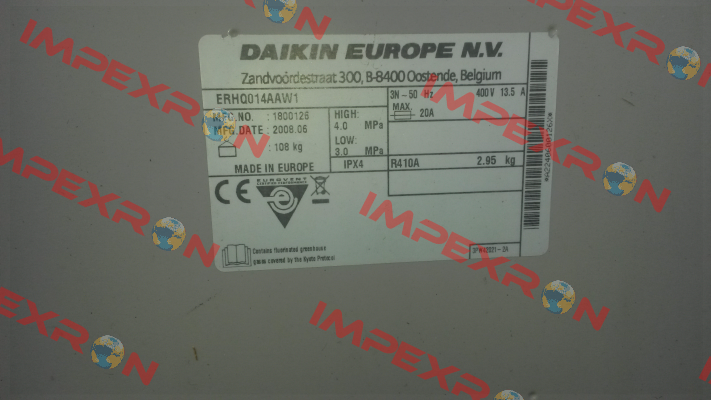 DAIKIN EUROPE N.V.
Zandvoordestraat 300, B-8400 Oostende, Belgium
ERHQ014AAW1
MFG.NO. : 1800126
MFG.DATE : 2008.06
: 108 kg
MADE IN EUROPE
HIGH:
4.0 MPa
LOW:
3.0 MPa
IPX4
3N~50 Hz 400 V 13.5 A
MAX.
20A
R410A 2.95 kg
CE
EUROVENT
Contains fluorinated greenhouse
gases covered by the Kyoto Protocol
IMPEXRON
IMPEXRON
IMPEXRON
IMPEXRON
IMPEXRON
IMPEXRON
IMPEXRON